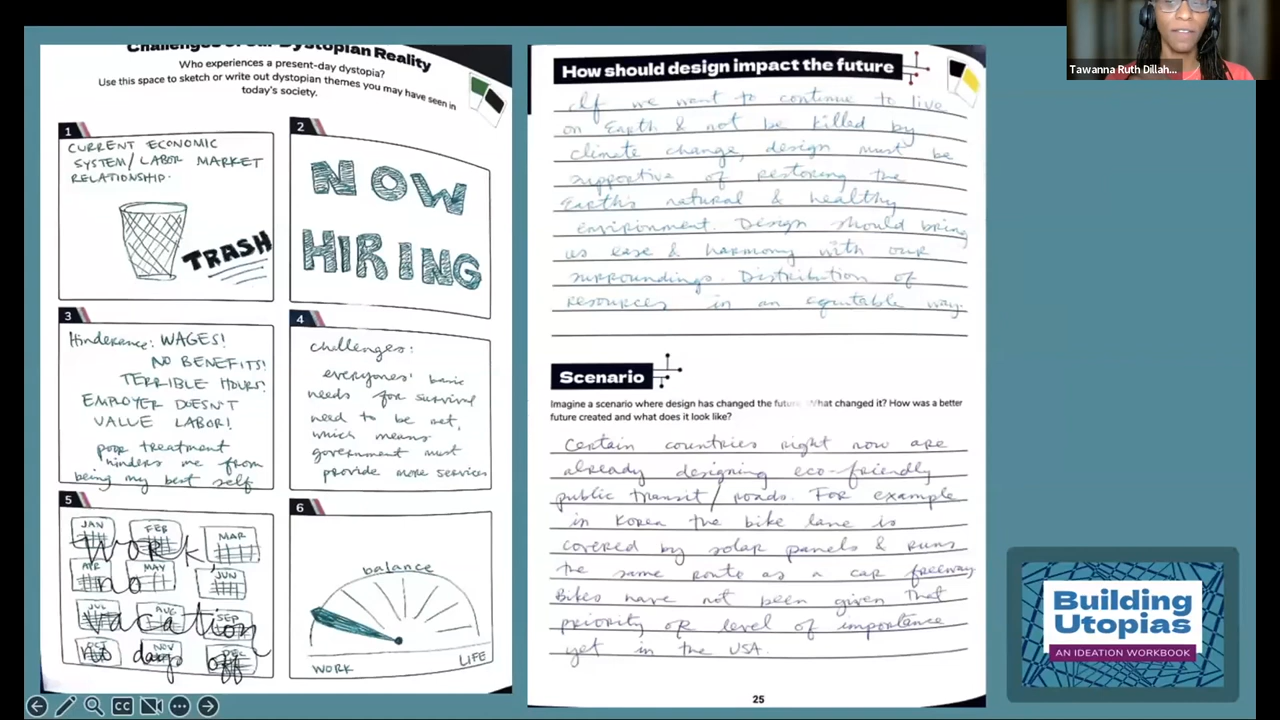 Tawanna Ruth Dillah...
Challenges of our Dystopian Reality
Who experiences a present-day dystopia?
Use this space to sketch or write out dystopian themes you may have seen in
today's society.
1
CURRENT ECONOMIC
SYSTEM/LABOR MARKET
RELATIONSHIP.
TRASH
2
NOW
HIRING
3
Hinderance: WAGES!
NO BENEFITS!
TERRIBLE HOURS!
EMPLOYER DOESN'T
VALUE LABOR!
poor treatment
hinders me from
being my best self
4
challenges:
everyones' basic
needs for survival
need to be met,
which means
government must
provide more services
5
JAN FEB MAR
Work,
APR MAY JUN
no
JUL AUG SEP
vacation
OCT NOV DEC
no days off
6
balance
WORK LIFE
How should design impact the future
If we want to continue to live
on Earth & not be killed by
climate change, design must be
supportive of restoring the
Earth's natural & healthy
environment. Design should bring
us ease & harmony with our
surroundings. Distribution of
resources in an equitable way.
Scenario
Imagine a scenario where design has changed the future. What changed it? How was a better
future created and what does it look like?
Certain countries right now are
already designing eco-friendly
public transit/roads. For example
in Korea the bike lane is
covered by solar panels & runs
the same route as a car freeway.
Bikes have not been given that
priority or level of importance
yet in the USA.
25
Building
Utopias
AN IDEATION WORKBOOK
CC